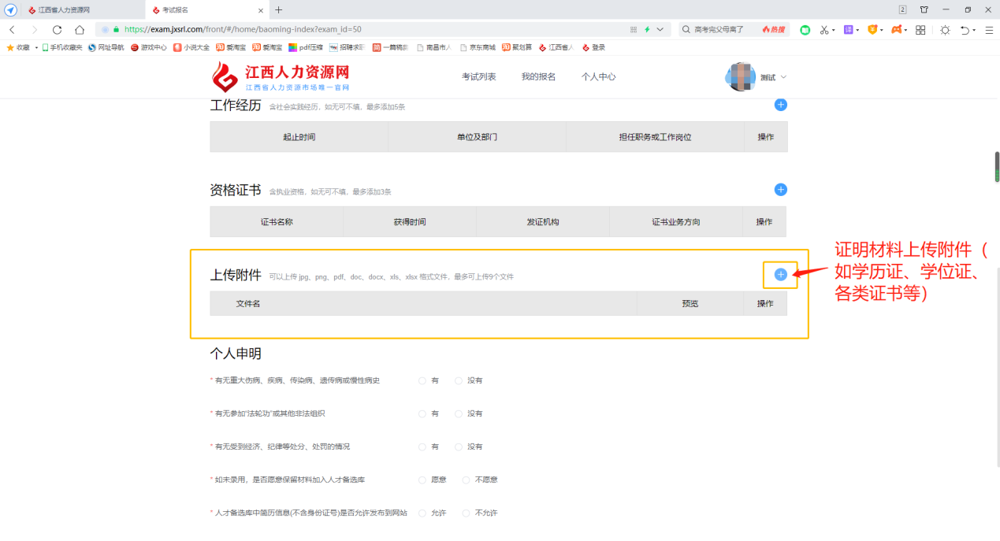 江西省人力资源网
考试报名
2
https://exam.jxsrl.com/front/#/home/baoming-index?exam_id=50
高考完父母离了
热搜
收藏 手机收藏夹 网址导航 游戏中心 小说大全 爱淘宝 爱淘宝 pdf压缩 招聘求职 一篇稿 南昌市人 京东商城 聚划算 江西省人 登录
江西人力资源网
江西省人力资源市场唯一官网
考试列表 我的报名 个人中心
测试
工作经历 含社会实践经历，如无可不填，最多添加5条
起止时间 单位及部门 担任职务或工作岗位 操作
资格证书 含执业资格，如无可不填，最多添加3条
证书名称 获得时间 发证机构 证书业务方向 操作
上传附件 可以上传 jpg、png、pdf、doc、docx、xls、xlsx 格式文件，最多可上传9个文件
文件名 预览 操作
证明材料上传附件（
如学历证、学位证、
各类证书等）
个人申明
* 有无重大伤病、疾病、传染病、遗传病或慢性病史 有 没有
* 有无参加“法轮功”或其他非法组织 有 没有
* 有无受到经济、纪律等处分、处罚的情况 有 没有
* 如未录用，是否愿意保留材料加入人才备选库 愿意 不愿意
* 人才备选库中简历信息(不含身份证号)是否允许发布到网站 允许 不允许